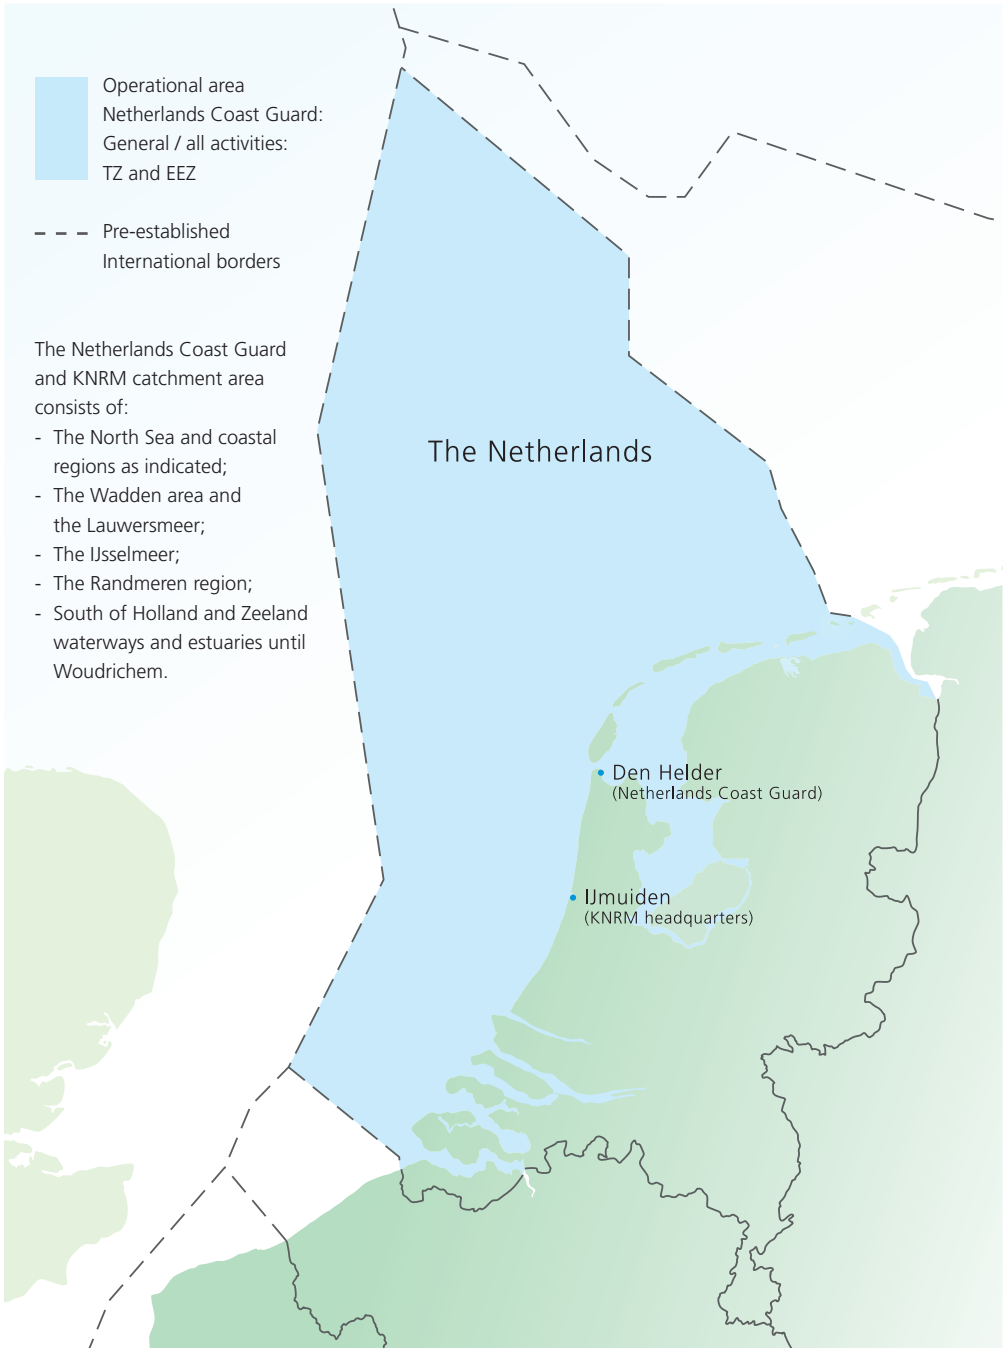 Operational area
Netherlands Coast Guard:
General / all activities:
TZ and EEZ
Pre-established
International borders
The Netherlands Coast Guard
and KNRM catchment area
consists of:
- The North Sea and coastal
regions as indicated;
- The Wadden area and
the Lauwersmeer;
- The IJsselmeer;
- The Randmeren region;
- South of Holland and Zeeland
waterways and estuaries until
Woudrichem.
The Netherlands
Den Helder
(Netherlands Coast Guard)
IJmuiden
(KNRM headquarters)